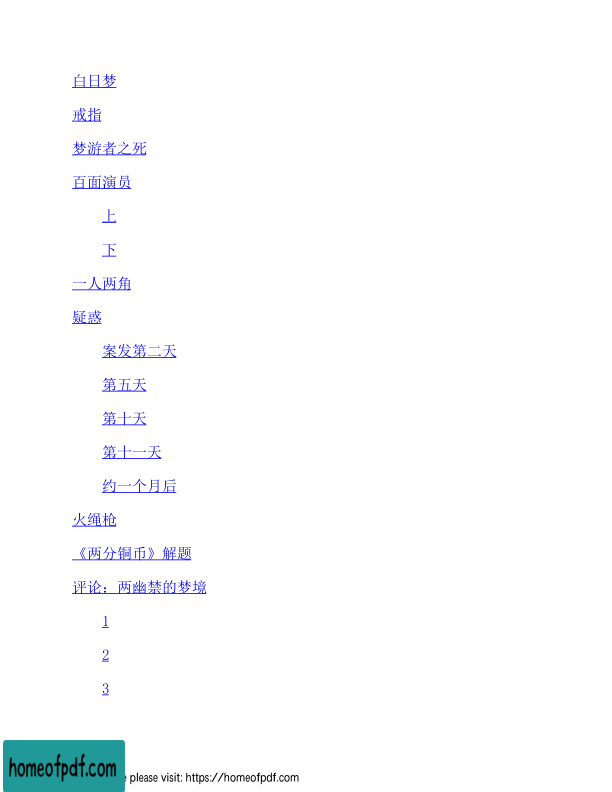 白日梦
戒指
梦游者之死
百面演员
上
下
一人两角
疑惑
案发第二天
第五天
第十天
第十一天
约一个月后
火绳枪
《两分铜币》解题
评论：两幽禁的梦境
1
2
3
homeofpdf.com
please visit: https://homeofpdf.com